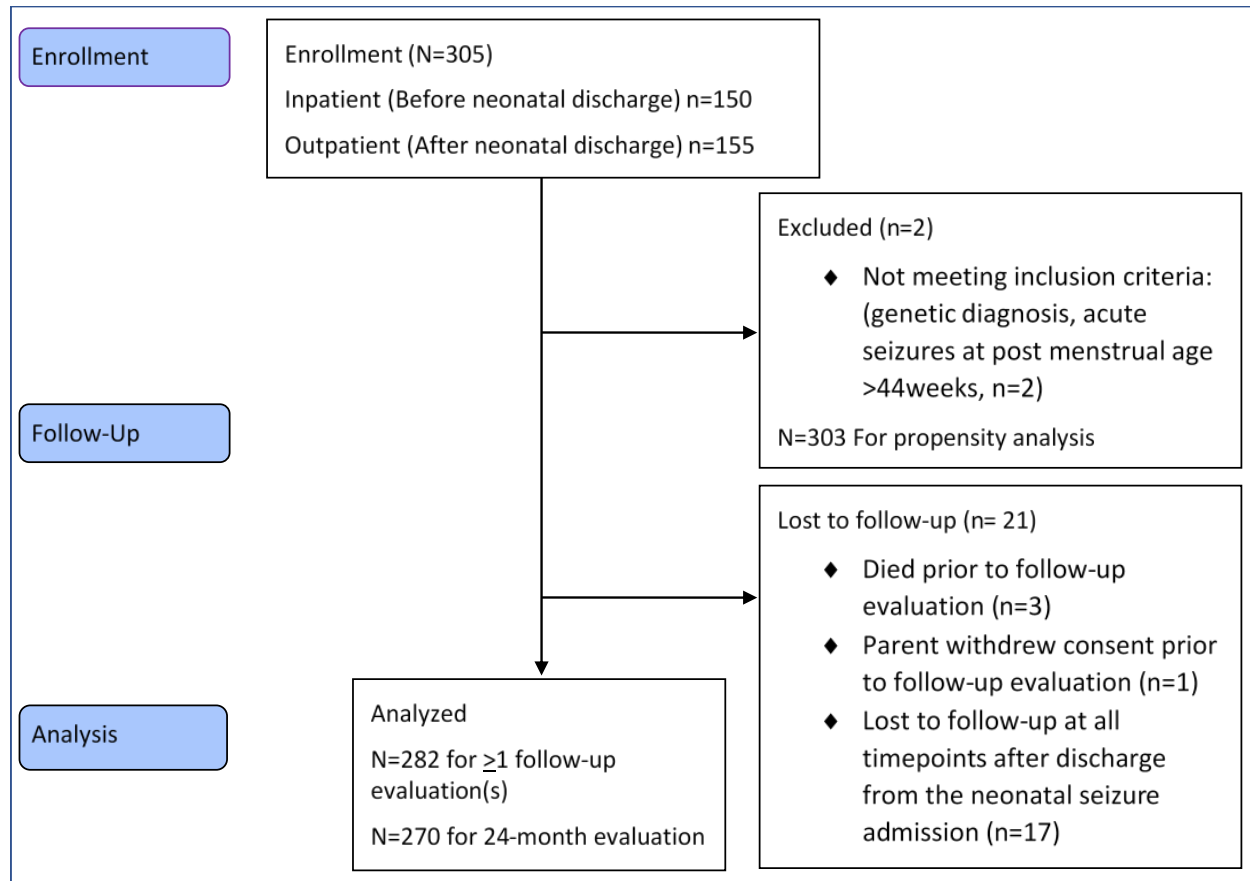 Enrollment
Enrollment (N=305)
Inpatient (Before neonatal discharge) n=150
Outpatient (After neonatal discharge) n=155
Excluded (n=2)
♦ Not meeting inclusion criteria:
(genetic diagnosis, acute
seizures at post menstrual age
>44weeks, n=2)
N=303 For propensity analysis
Follow-Up
Lost to follow-up (n= 21)
♦ Died prior to follow-up
evaluation (n=3)
♦ Parent withdrew consent prior
to follow-up evaluation (n=1)
♦ Lost to follow-up at all
timepoints after discharge
from the neonatal seizure
admission (n=17)
Analysis
Analyzed
N=282 for ≥1 follow-up
evaluation(s)
N=270 for 24-month evaluation